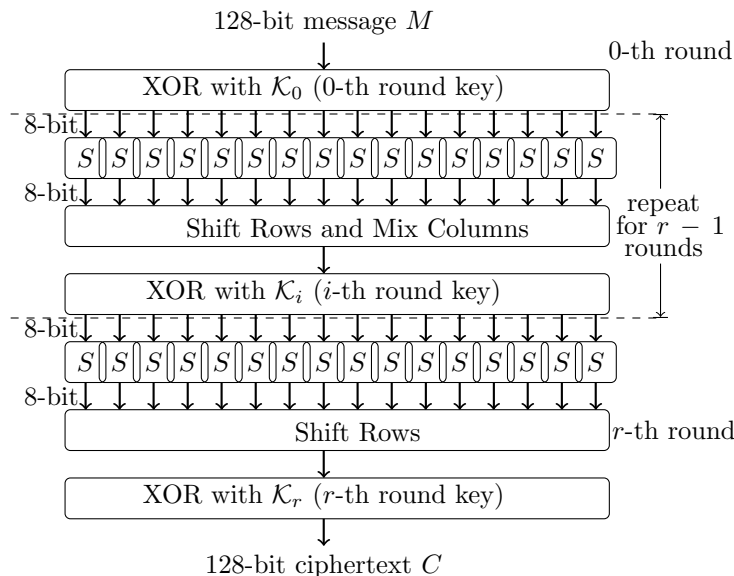 128-bit message M
0-th round
XOR with K₀ (0-th round key)
8-bit
S S S S S S S S S S S S S S S S
8-bit
Shift Rows and Mix Columns
repeat
for r − 1
rounds
XOR with Kᵢ (i-th round key)
8-bit
S S S S S S S S S S S S S S S S
8-bit
Shift Rows
r-th round
XOR with Kᵣ (r-th round key)
128-bit ciphertext C